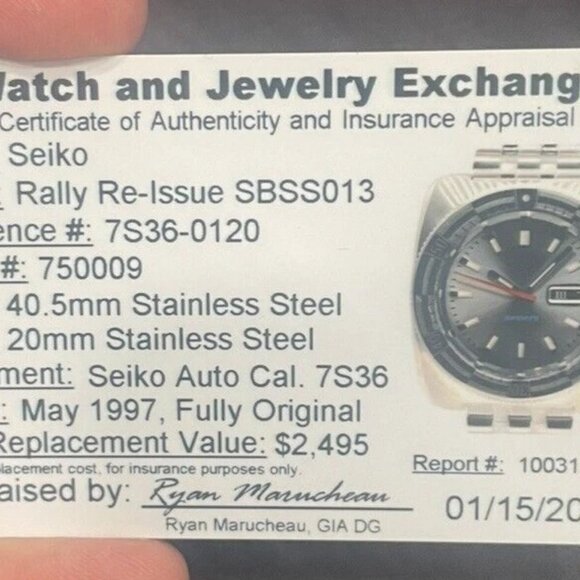 Watch and Jewelry Exchang
Certificate of Authenticity and Insurance Appraisal
Seiko
: Rally Re-Issue SBSS013
ence #: 7S36-0120
#: 750009
40.5mm Stainless Steel
20mm Stainless Steel
ment: Seiko Auto Cal. 7S36
: May 1997, Fully Original
Replacement Value: $2,495
lacement cost, for insurance purposes only.
Report #: 10031
aised by: Ryan Marucheau
01/15/20
Ryan Marucheau, GIA DG